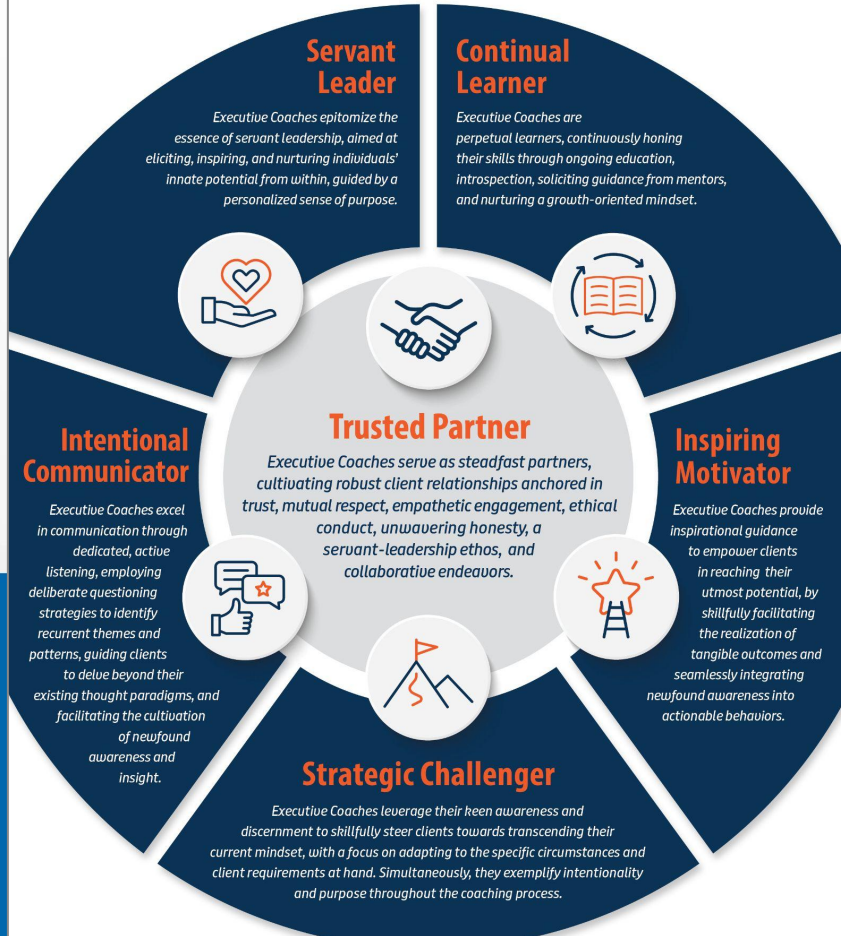 Servant
Leader
Executive Coaches epitomize the
essence of servant leadership, aimed at
eliciting, inspiring, and nurturing individuals'
innate potential from within, guided by a
personalized sense of purpose.
Continual
Learner
Executive Coaches are
perpetual learners, continuously honing
their skills through ongoing education,
introspection, soliciting guidance from mentors,
and nurturing a growth-oriented mindset.
Trusted Partner
Executive Coaches serve as steadfast partners,
cultivating robust client relationships anchored in
trust, mutual respect, empathetic engagement, ethical
conduct, unwavering honesty, a
servant-leadership ethos, and
collaborative endeavors.
Intentional
Communicator
Executive Coaches excel
in communication through
dedicated, active
listening, employing
deliberate questioning
strategies to identify
recurrent themes and
patterns, guiding clients
to delve beyond their
existing thought paradigms, and
facilitating the cultivation
of newfound
awareness and
insight.
Inspiring
Motivator
Executive Coaches provide
inspirational guidance
to empower clients
in reaching their
utmost potential, by
skillfully facilitating
the realization of
tangible outcomes and
seamlessly integrating
newfound awareness into
actionable behaviors.
Strategic Challenger
Executive Coaches leverage their keen awareness and
discernment to skillfully steer clients towards transcending their
current mindset, with a focus on adapting to the specific circumstances and
client requirements at hand. Simultaneously, they exemplify intentionality
and purpose throughout the coaching process.